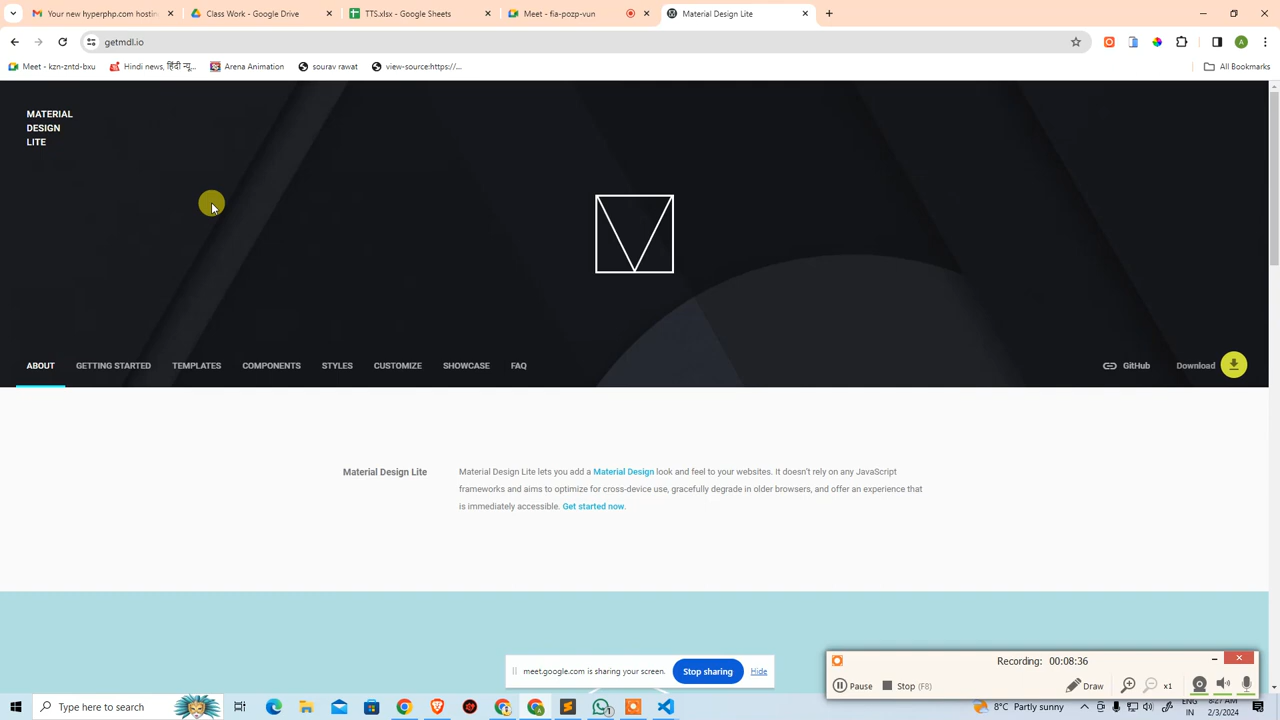 Your new hyperphp.com hostin
Class Work - Google Drive
TTS.xlsx - Google Sheets
Meet - fia-pozp-vun
Material Design Lite
getmdl.io
A
Meet - kzn-zntd-bxu
Hindi news, हिंदी न्यू...
Arena Animation
sourav rawat
view-source:https://...
All Bookmarks
MATERIAL
DESIGN
LITE
ABOUT
GETTING STARTED
TEMPLATES
COMPONENTS
STYLES
CUSTOMIZE
SHOWCASE
FAQ
GitHub
Download
Material Design Lite
Material Design Lite lets you add a Material Design look and feel to your websites. It doesn't rely on any JavaScript
frameworks and aims to optimize for cross-device use, gracefully degrade in older browsers, and offer an experience that
is immediately accessible. Get started now.
meet.google.com is sharing your screen.
Stop sharing
Hide
Recording: 00:08:36
Pause
Stop (F8)
Draw
x1
Type here to search
8°C Partly sunny
ENG
IN
8:27 AM
2/3/2024